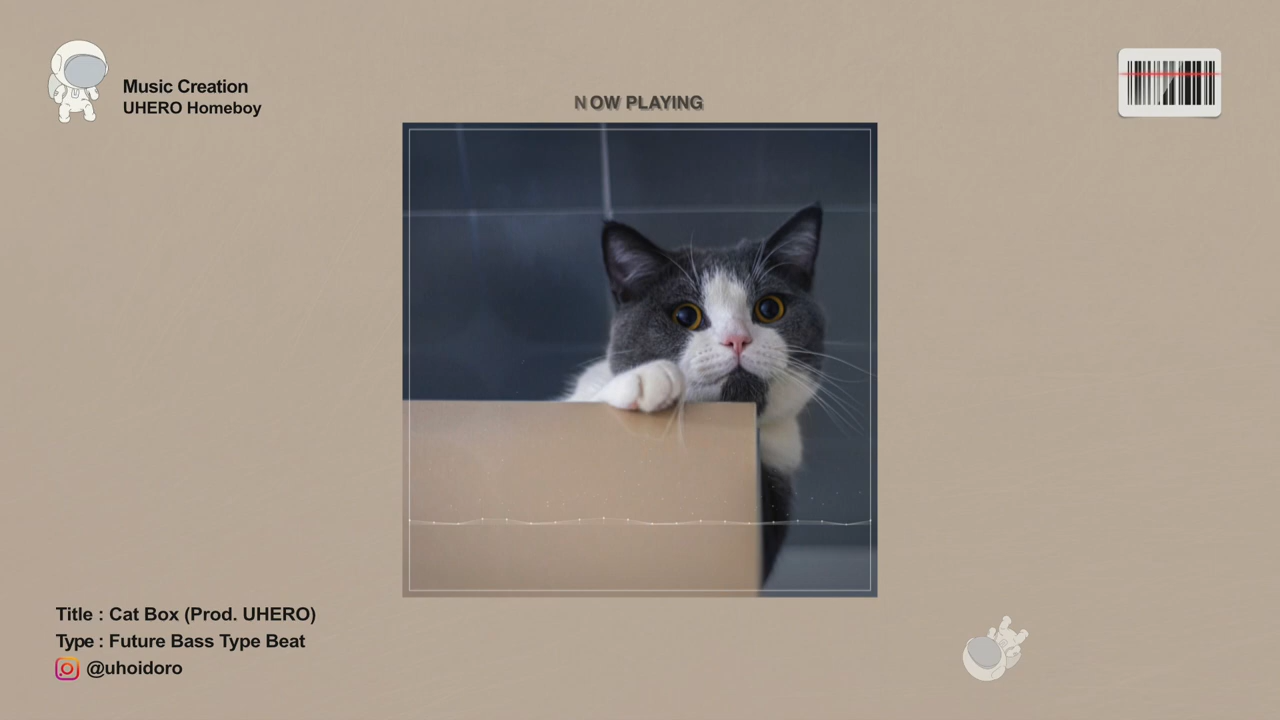 Music Creation
UHERO Homeboy
NOW PLAYING
Title : Cat Box (Prod. UHERO)
Type : Future Bass Type Beat
@uhoidoro